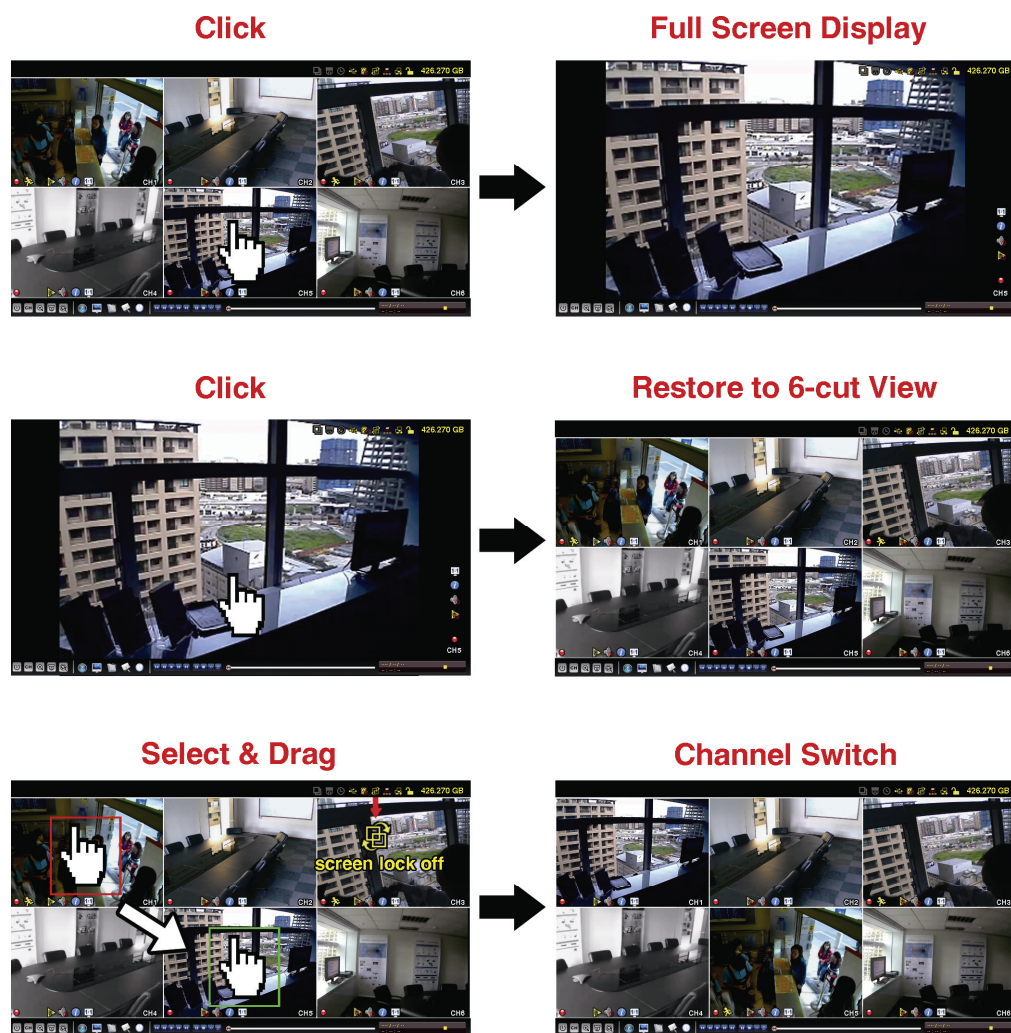 Click
Full Screen Display
426.270 GB
426.270 GB
CH1
CH2
CH3
CH4
CH5
CH6
CH5
Click
Restore to 6-cut View
426.270 GB
426.270 GB
CH5
CH1
CH2
CH3
CH4
CH5
CH6
Select & Drag
Channel Switch
426.270 GB
426.270 GB
screen lock off
CH1
CH2
CH3
CH4
CH5
CH6
CH1
CH2
CH3
CH4
CH5
CH6